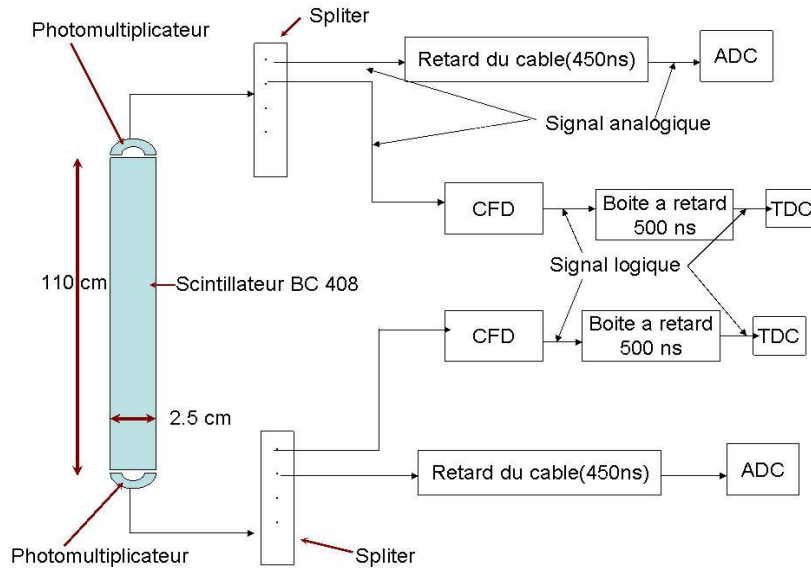 Spliter
Photomultiplicateur
Retard du cable(450ns)
ADC
Signal analogique
CFD
Boite a retard
500 ns
TDC
110 cm
Scintillateur BC 408
Signal logique
CFD
Boite a retard
500 ns
TDC
2.5 cm
Retard du cable(450ns)
ADC
Photomultiplicateur
Spliter